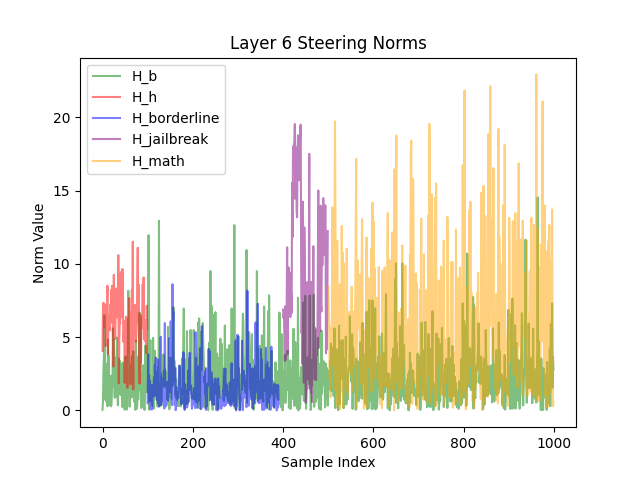 Layer 6 Steering Norms
H_b
H_h
H_borderline
H_jailbreak
H_math
Norm Value
20
15
10
5
0
0 200 400 600 800 1000
Sample Index